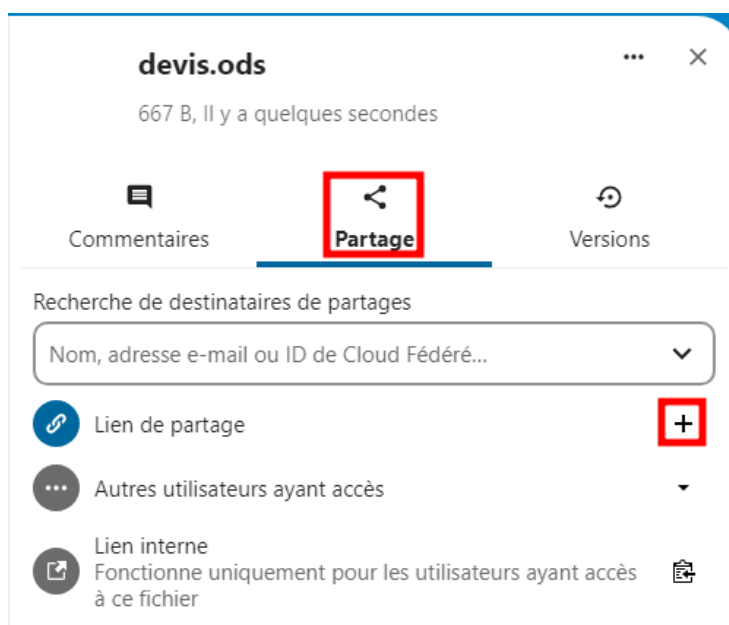 devis.ods
667 B, Il y a quelques secondes
Commentaires
Partage
Versions
Recherche de destinataires de partages
Nom, adresse e-mail ou ID de Cloud Fédéré...
Lien de partage
Autres utilisateurs ayant accès
Lien interne
Fonctionne uniquement pour les utilisateurs ayant accès
à ce fichier